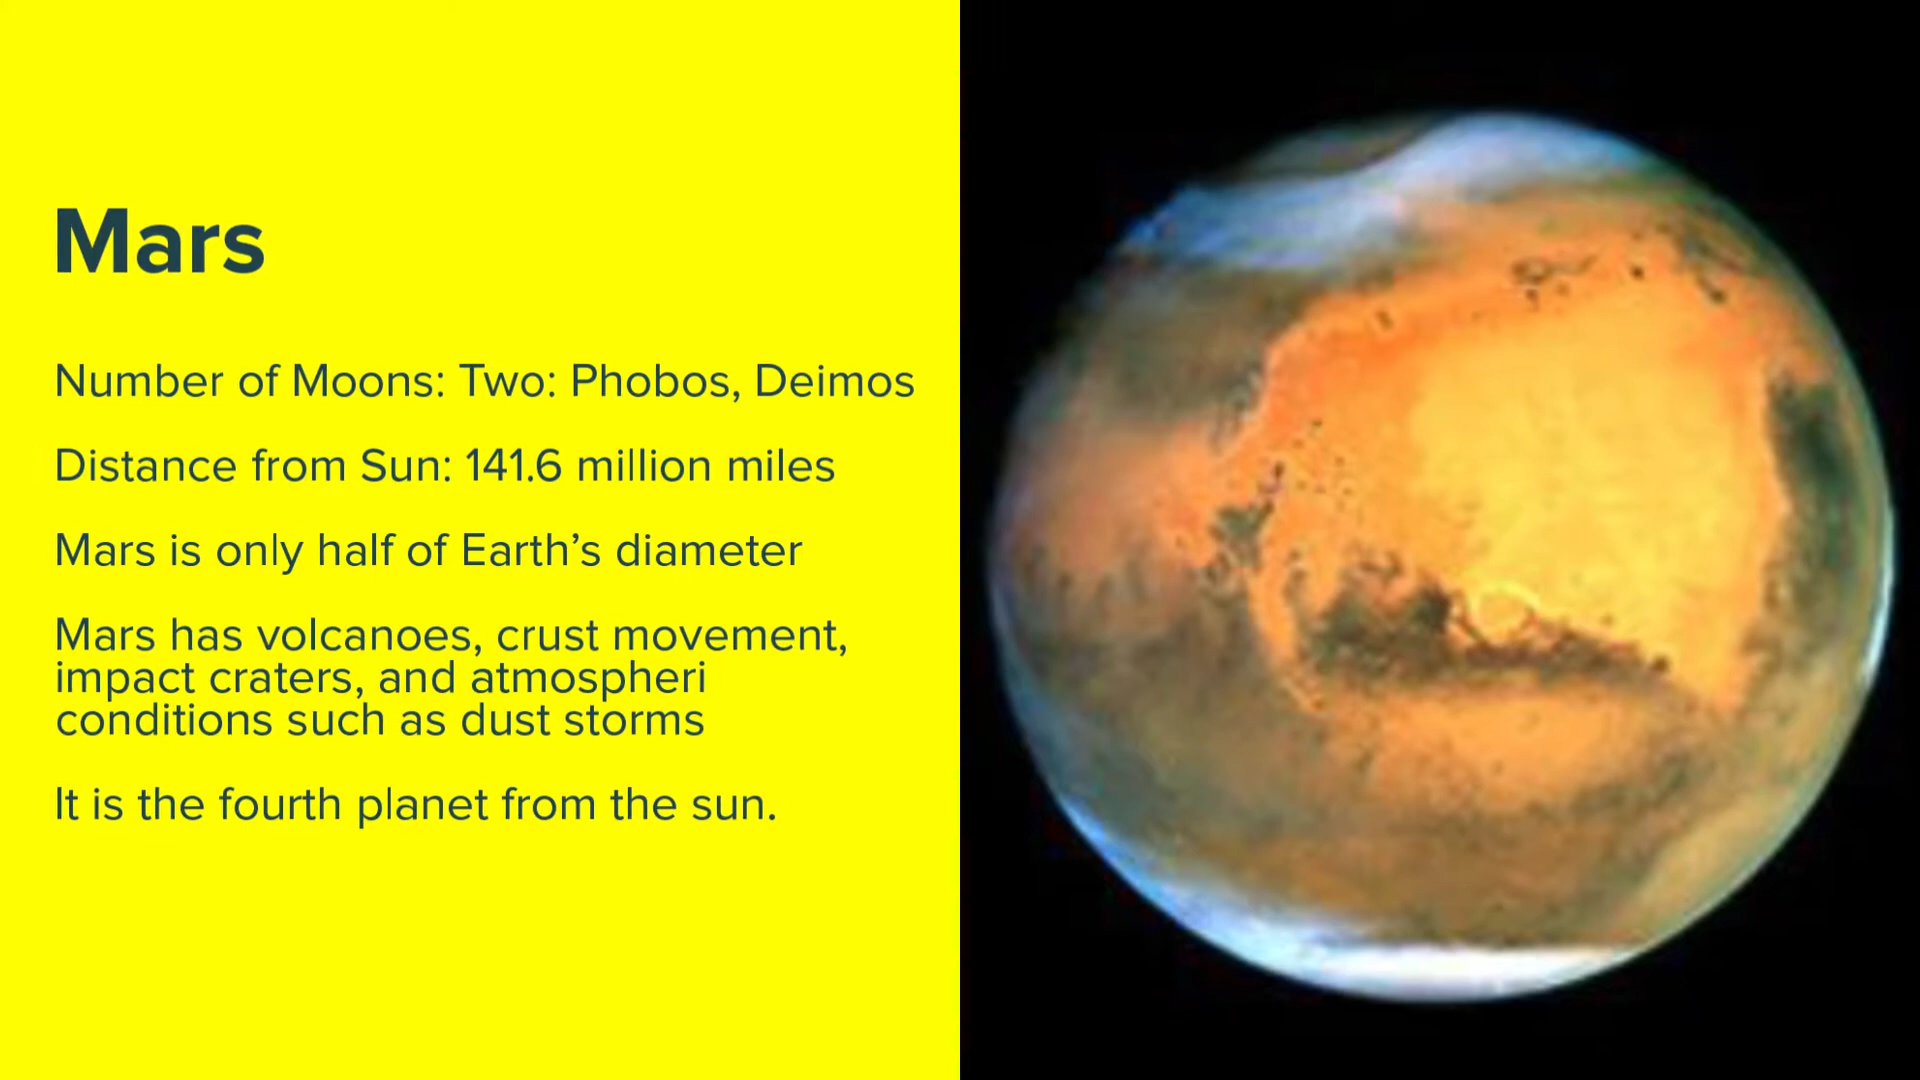 Mars
Number of Moons: Two: Phobos, Deimos
Distance from Sun: 141.6 million miles
Mars is only half of Earth’s diameter
Mars has volcanoes, crust movement,
impact craters, and atmospheri
conditions such as dust storms
It is the fourth planet from the sun.